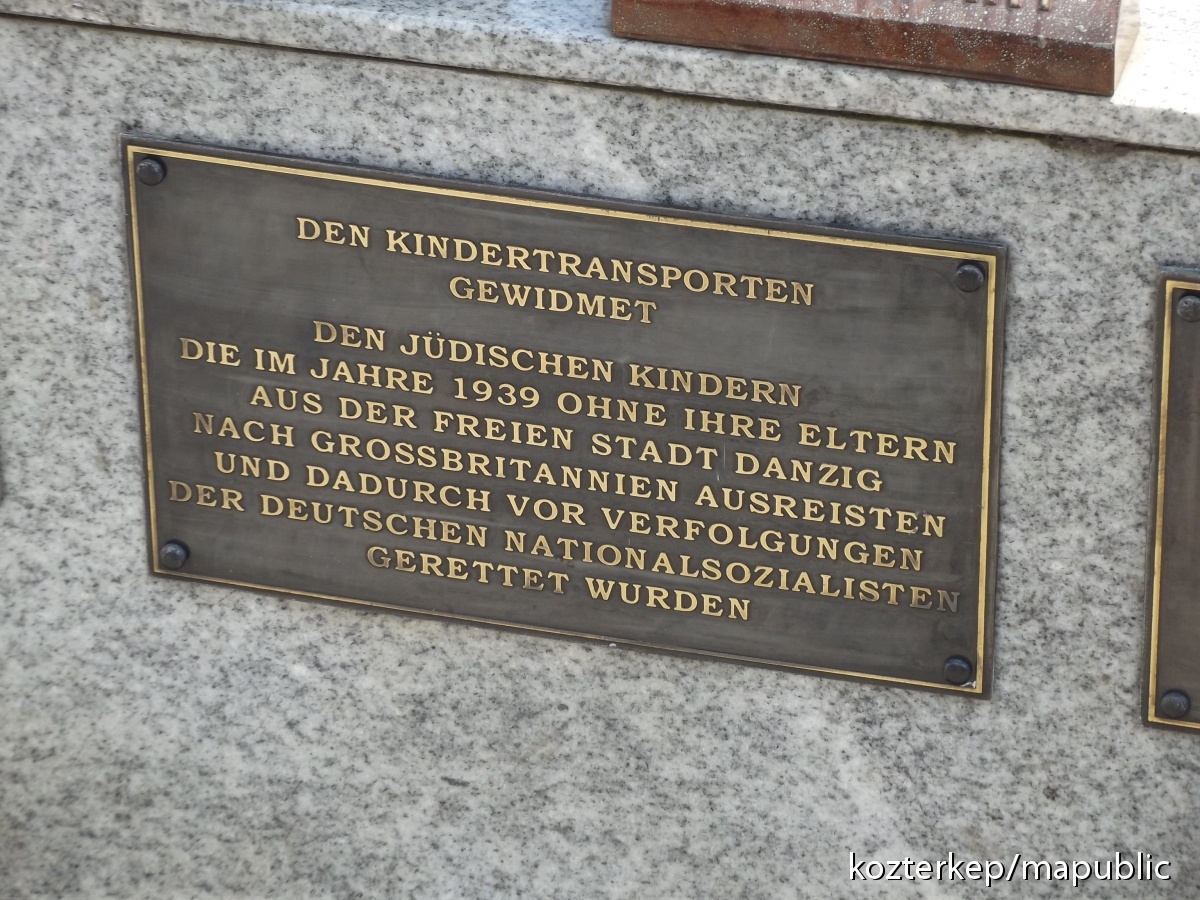 DEN KINDERTRANSPORTEN
GEWIDMET
DEN JÜDISCHEN KINDERN
DIE IM JAHRE 1939 OHNE IHRE ELTERN
AUS DER FREIEN STADT DANZIG
NACH GROSSBRITANNIEN AUSREISTEN
UND DADURCH VOR VERFOLGUNGEN
DER DEUTSCHEN NATIONALSOZIALISTEN
GERETTET WURDEN
kozterkep/mapublic